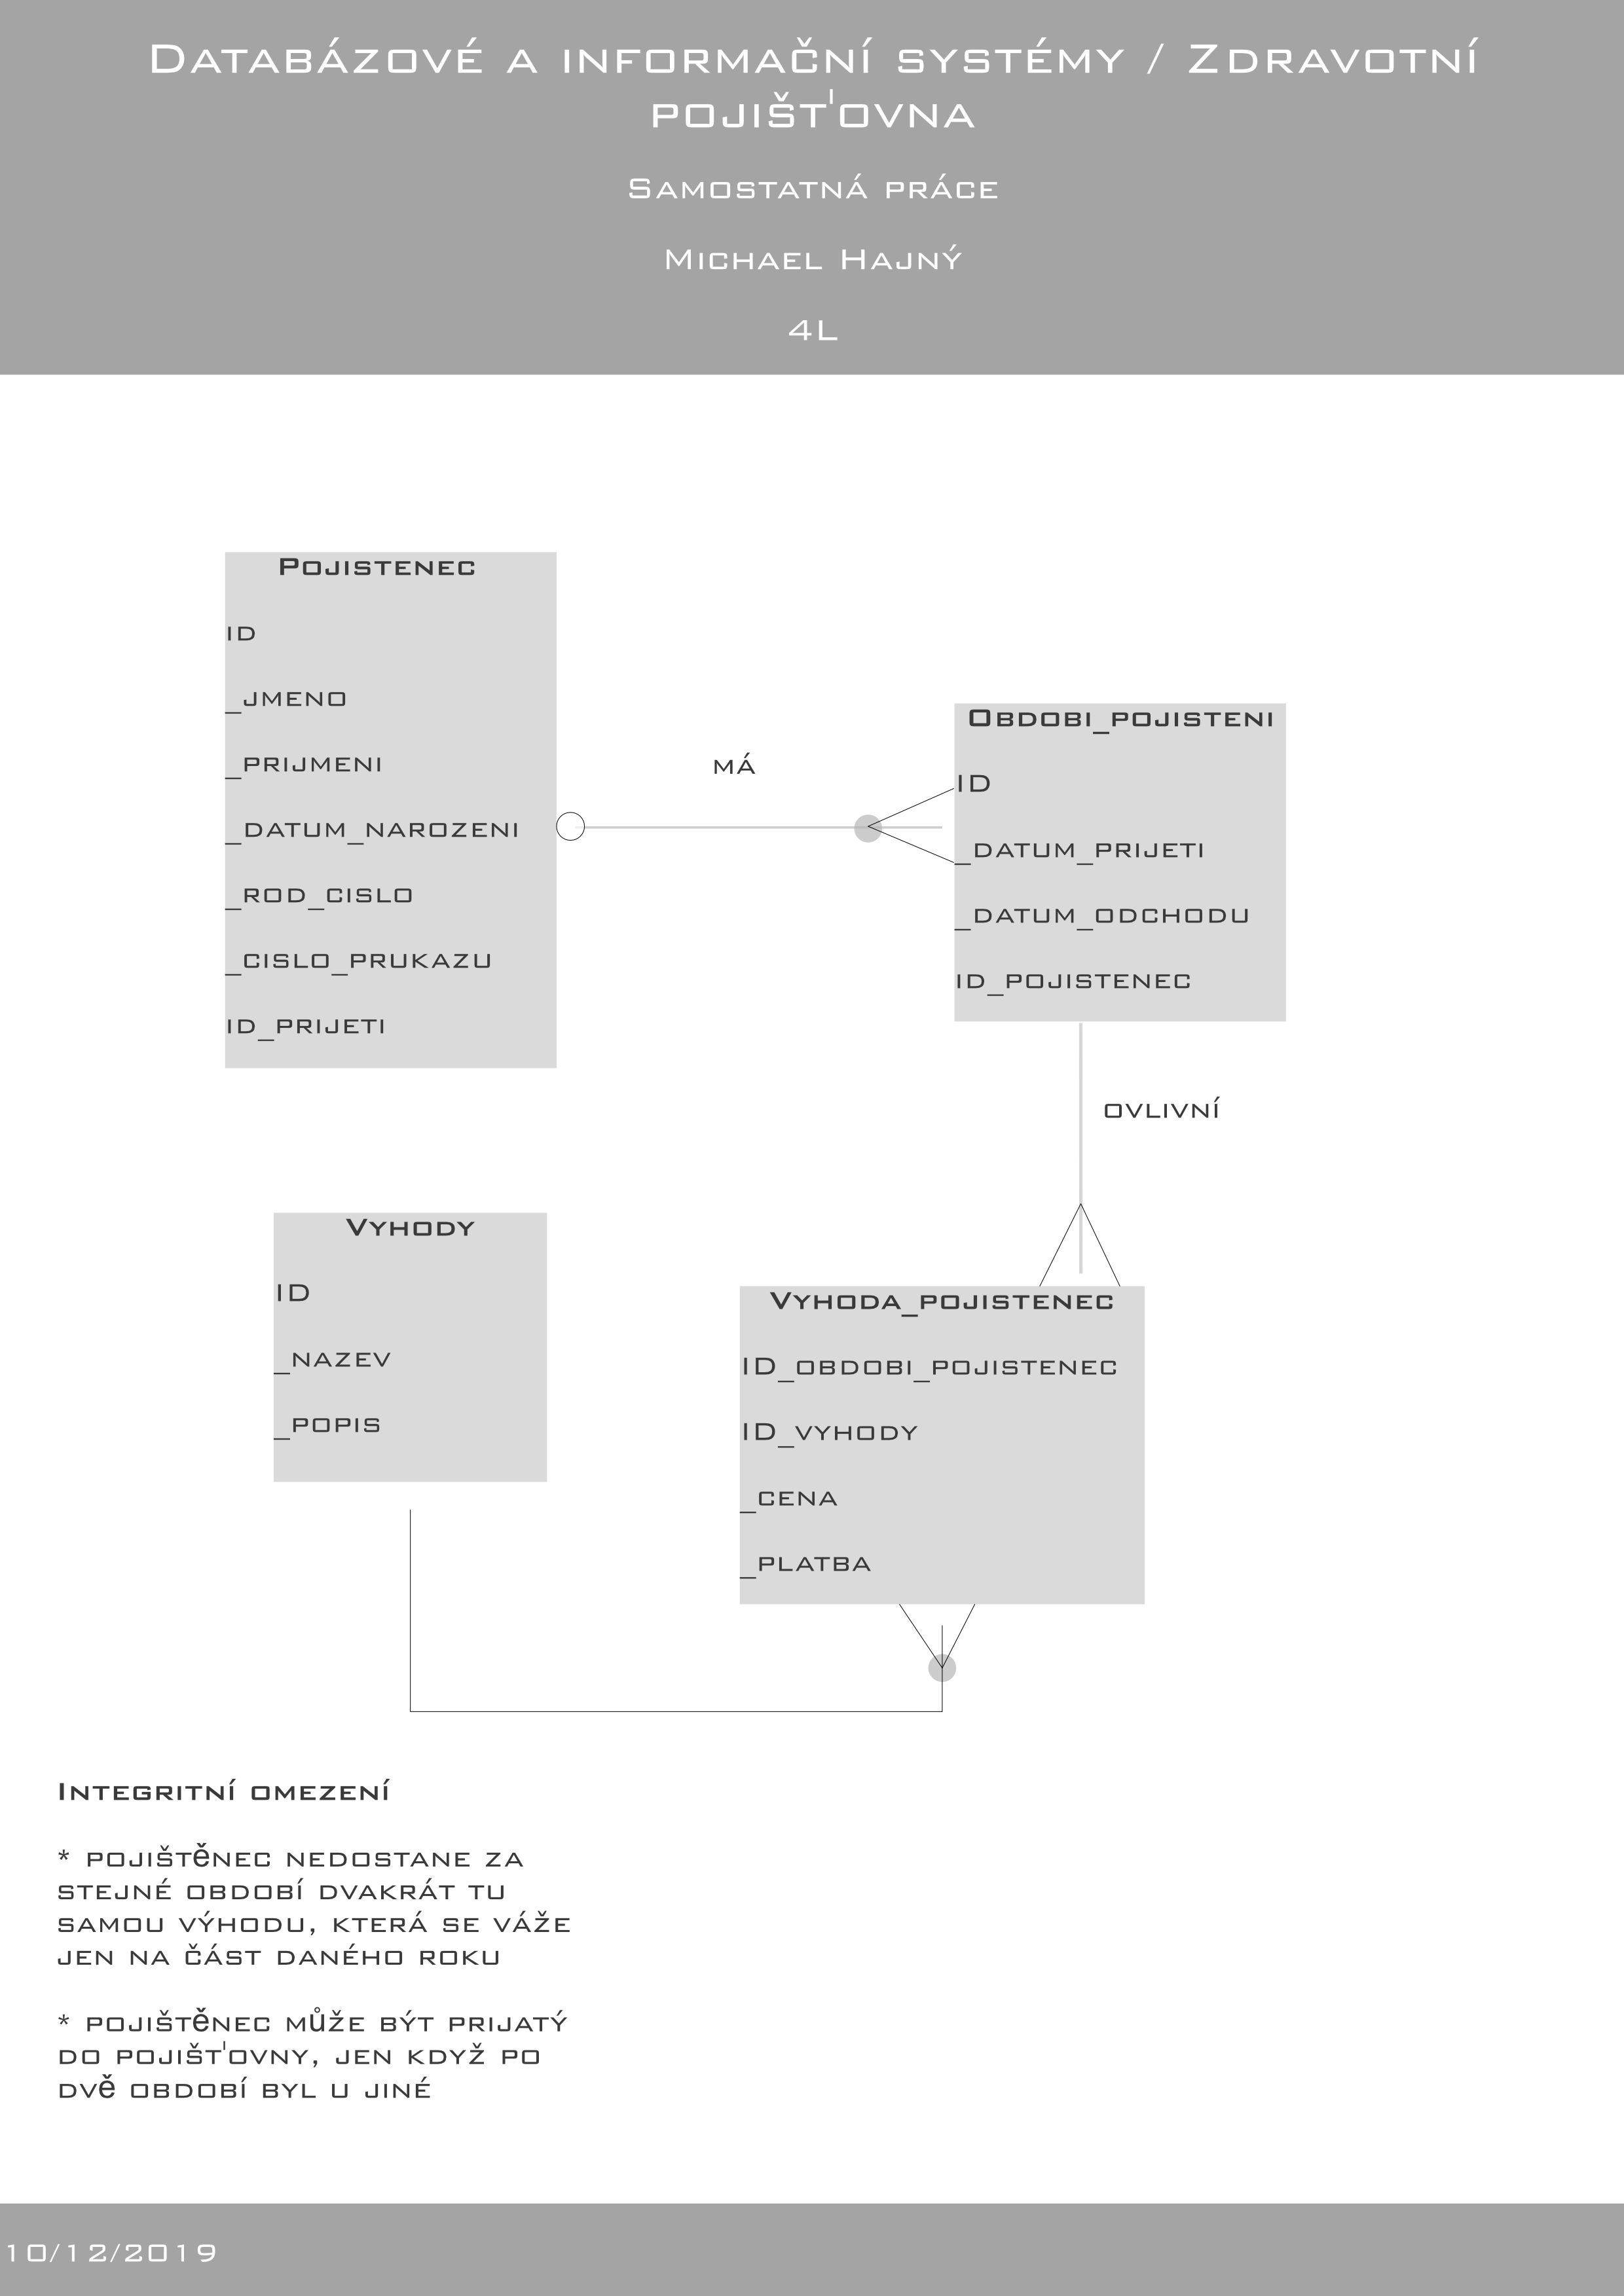 Databázové a informační systémy / Zdravotní
pojišťovna
Samostatná práce
Michael Hajný
4L
Pojistenec
id
_jmeno
_prijmeni
_datum_narozeni
_rod_cislo
_cislo_prukazu
id_prijeti
má
Obdobi_pojisteni
ID
_datum_prijeti
_datum_odchodu
id_pojistenec
ovlivní
Vyhody
ID
_nazev
_popis
Vyhoda_pojistenec
ID_obdobi_pojistenec
ID_vyhody
_cena
_platba
Integritní omezení
* pojištěnec nedostane za
stejné období dvakrát tu
samou výhodu, která se váže
jen na část daného roku
* pojištěnec může být prijatý
do pojišťovny, jen když po
dvě období byl u jiné
10/12/2019